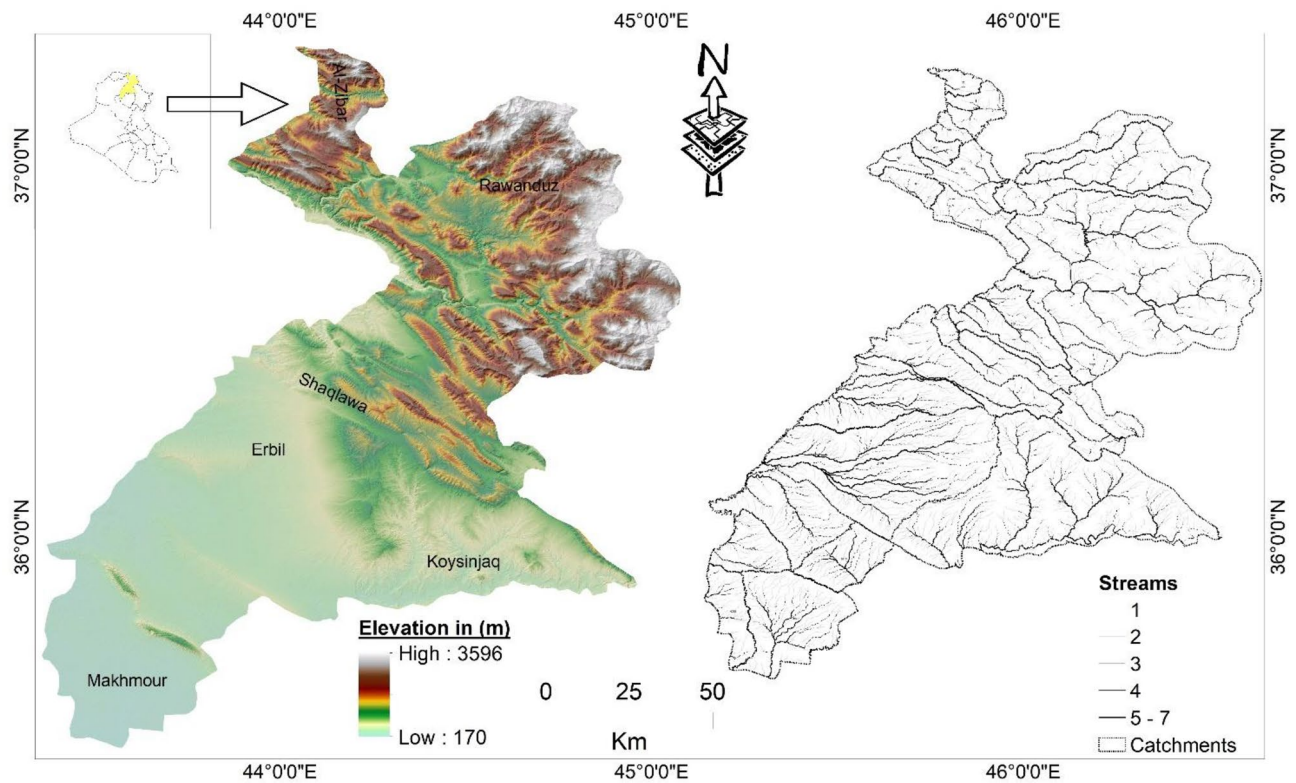 44°0'0"E
45°0'0"E
46°0'0"E
N
Al-Zibar
37°0'0"N
37°0'0"N
Rawanduz
Shaqlawa
Erbil
36°0'0"N
36°0'0"N
Koysinjaq
Makhmour
Elevation in (m)
High : 3596
Low : 170
0 25 50
Km
Streams
1
2
3
4
5 - 7
Catchments
44°0'0"E
45°0'0"E
46°0'0"E